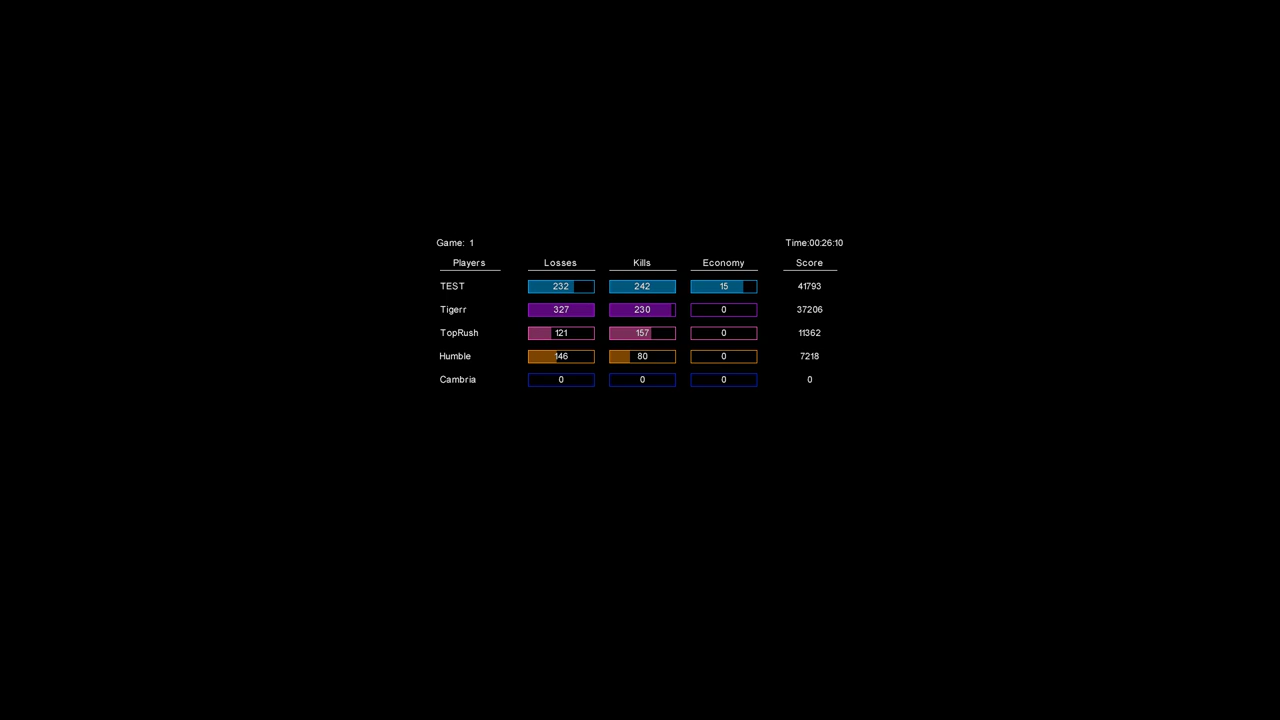 Game: 1 Time:00:26:10
Players Losses Kills Economy Score
TEST 232 242 15 41793
Tigerr 327 230 0 37206
TopRush 121 157 0 11362
Humble 146 80 0 7218
Cambria 0 0 0 0